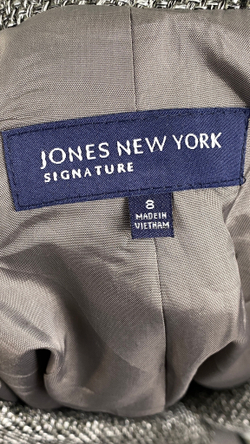 JONES NEW YORK
SIGNATURE
8
MADE IN
VIETNAM